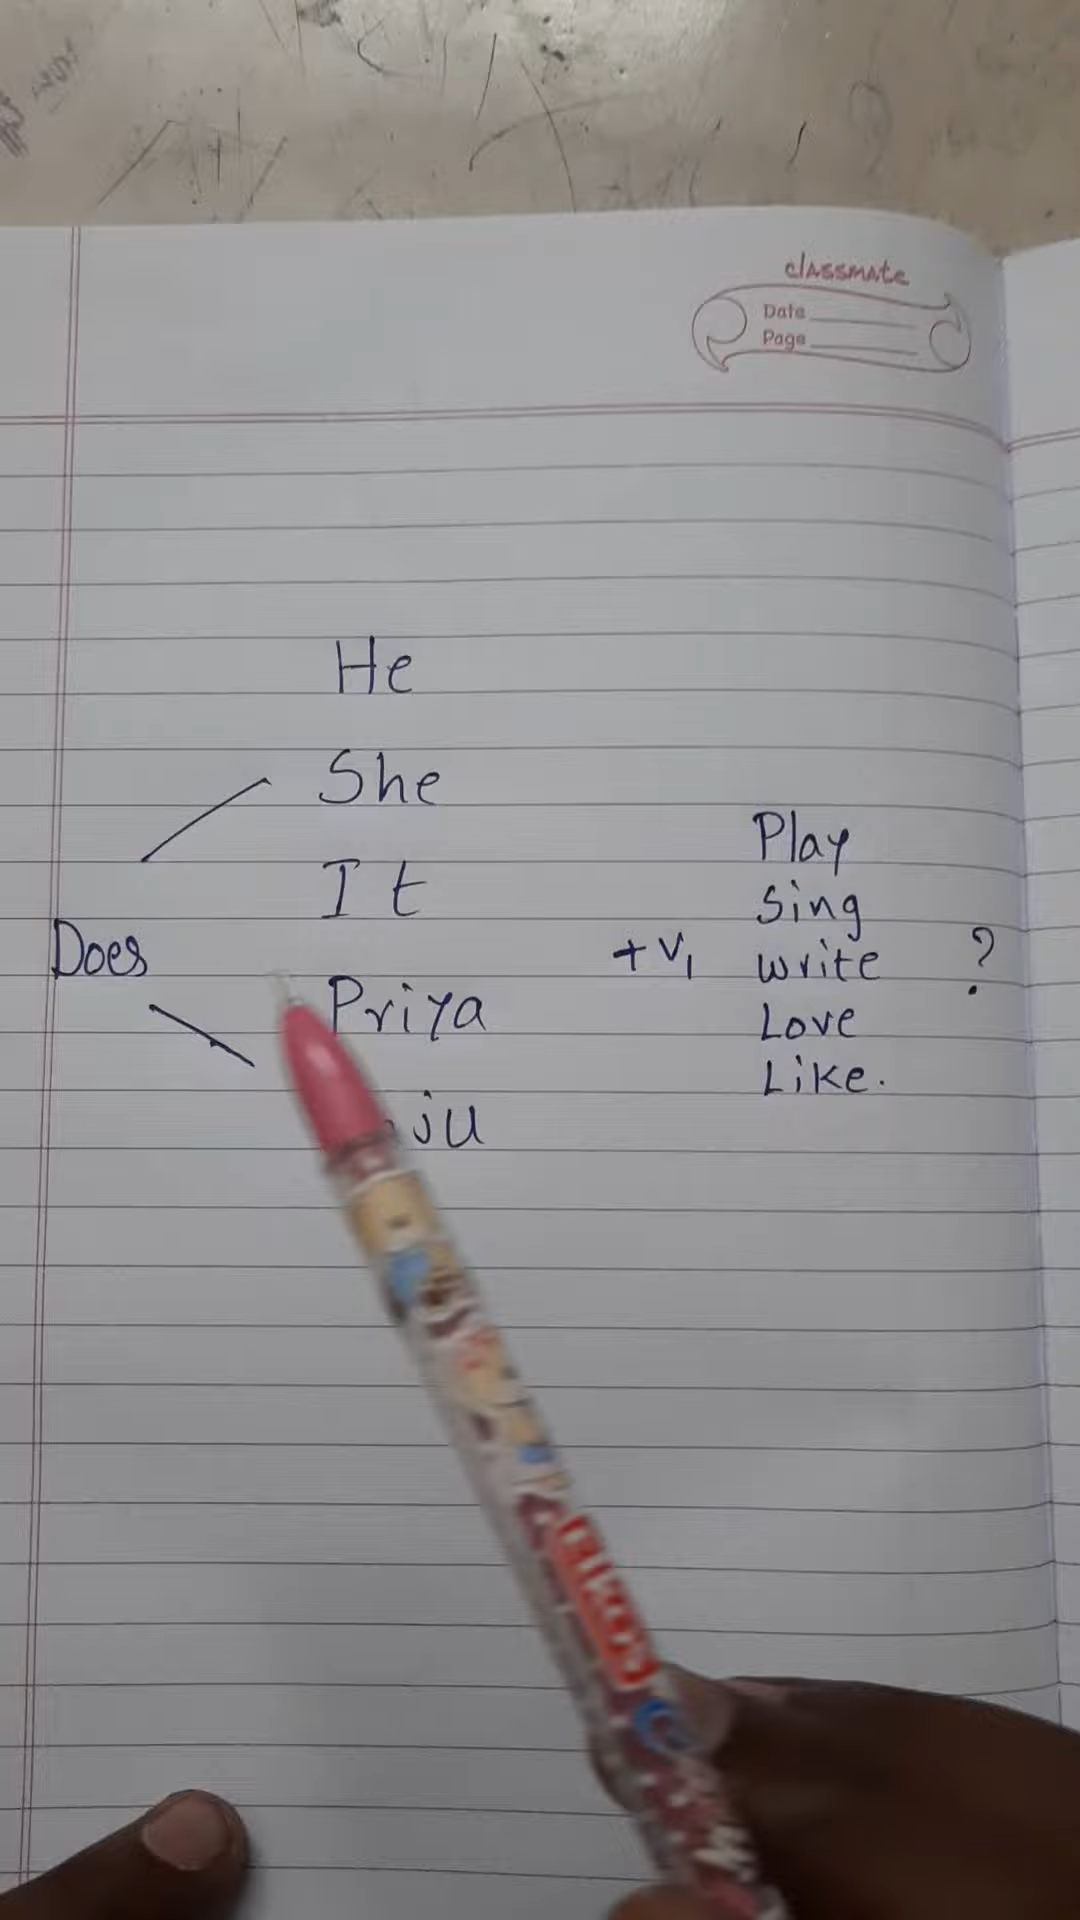 classmate
Date
Page
He
She
It
Does
Priya
Play
Sing
+V1 write ?
Love
Like.